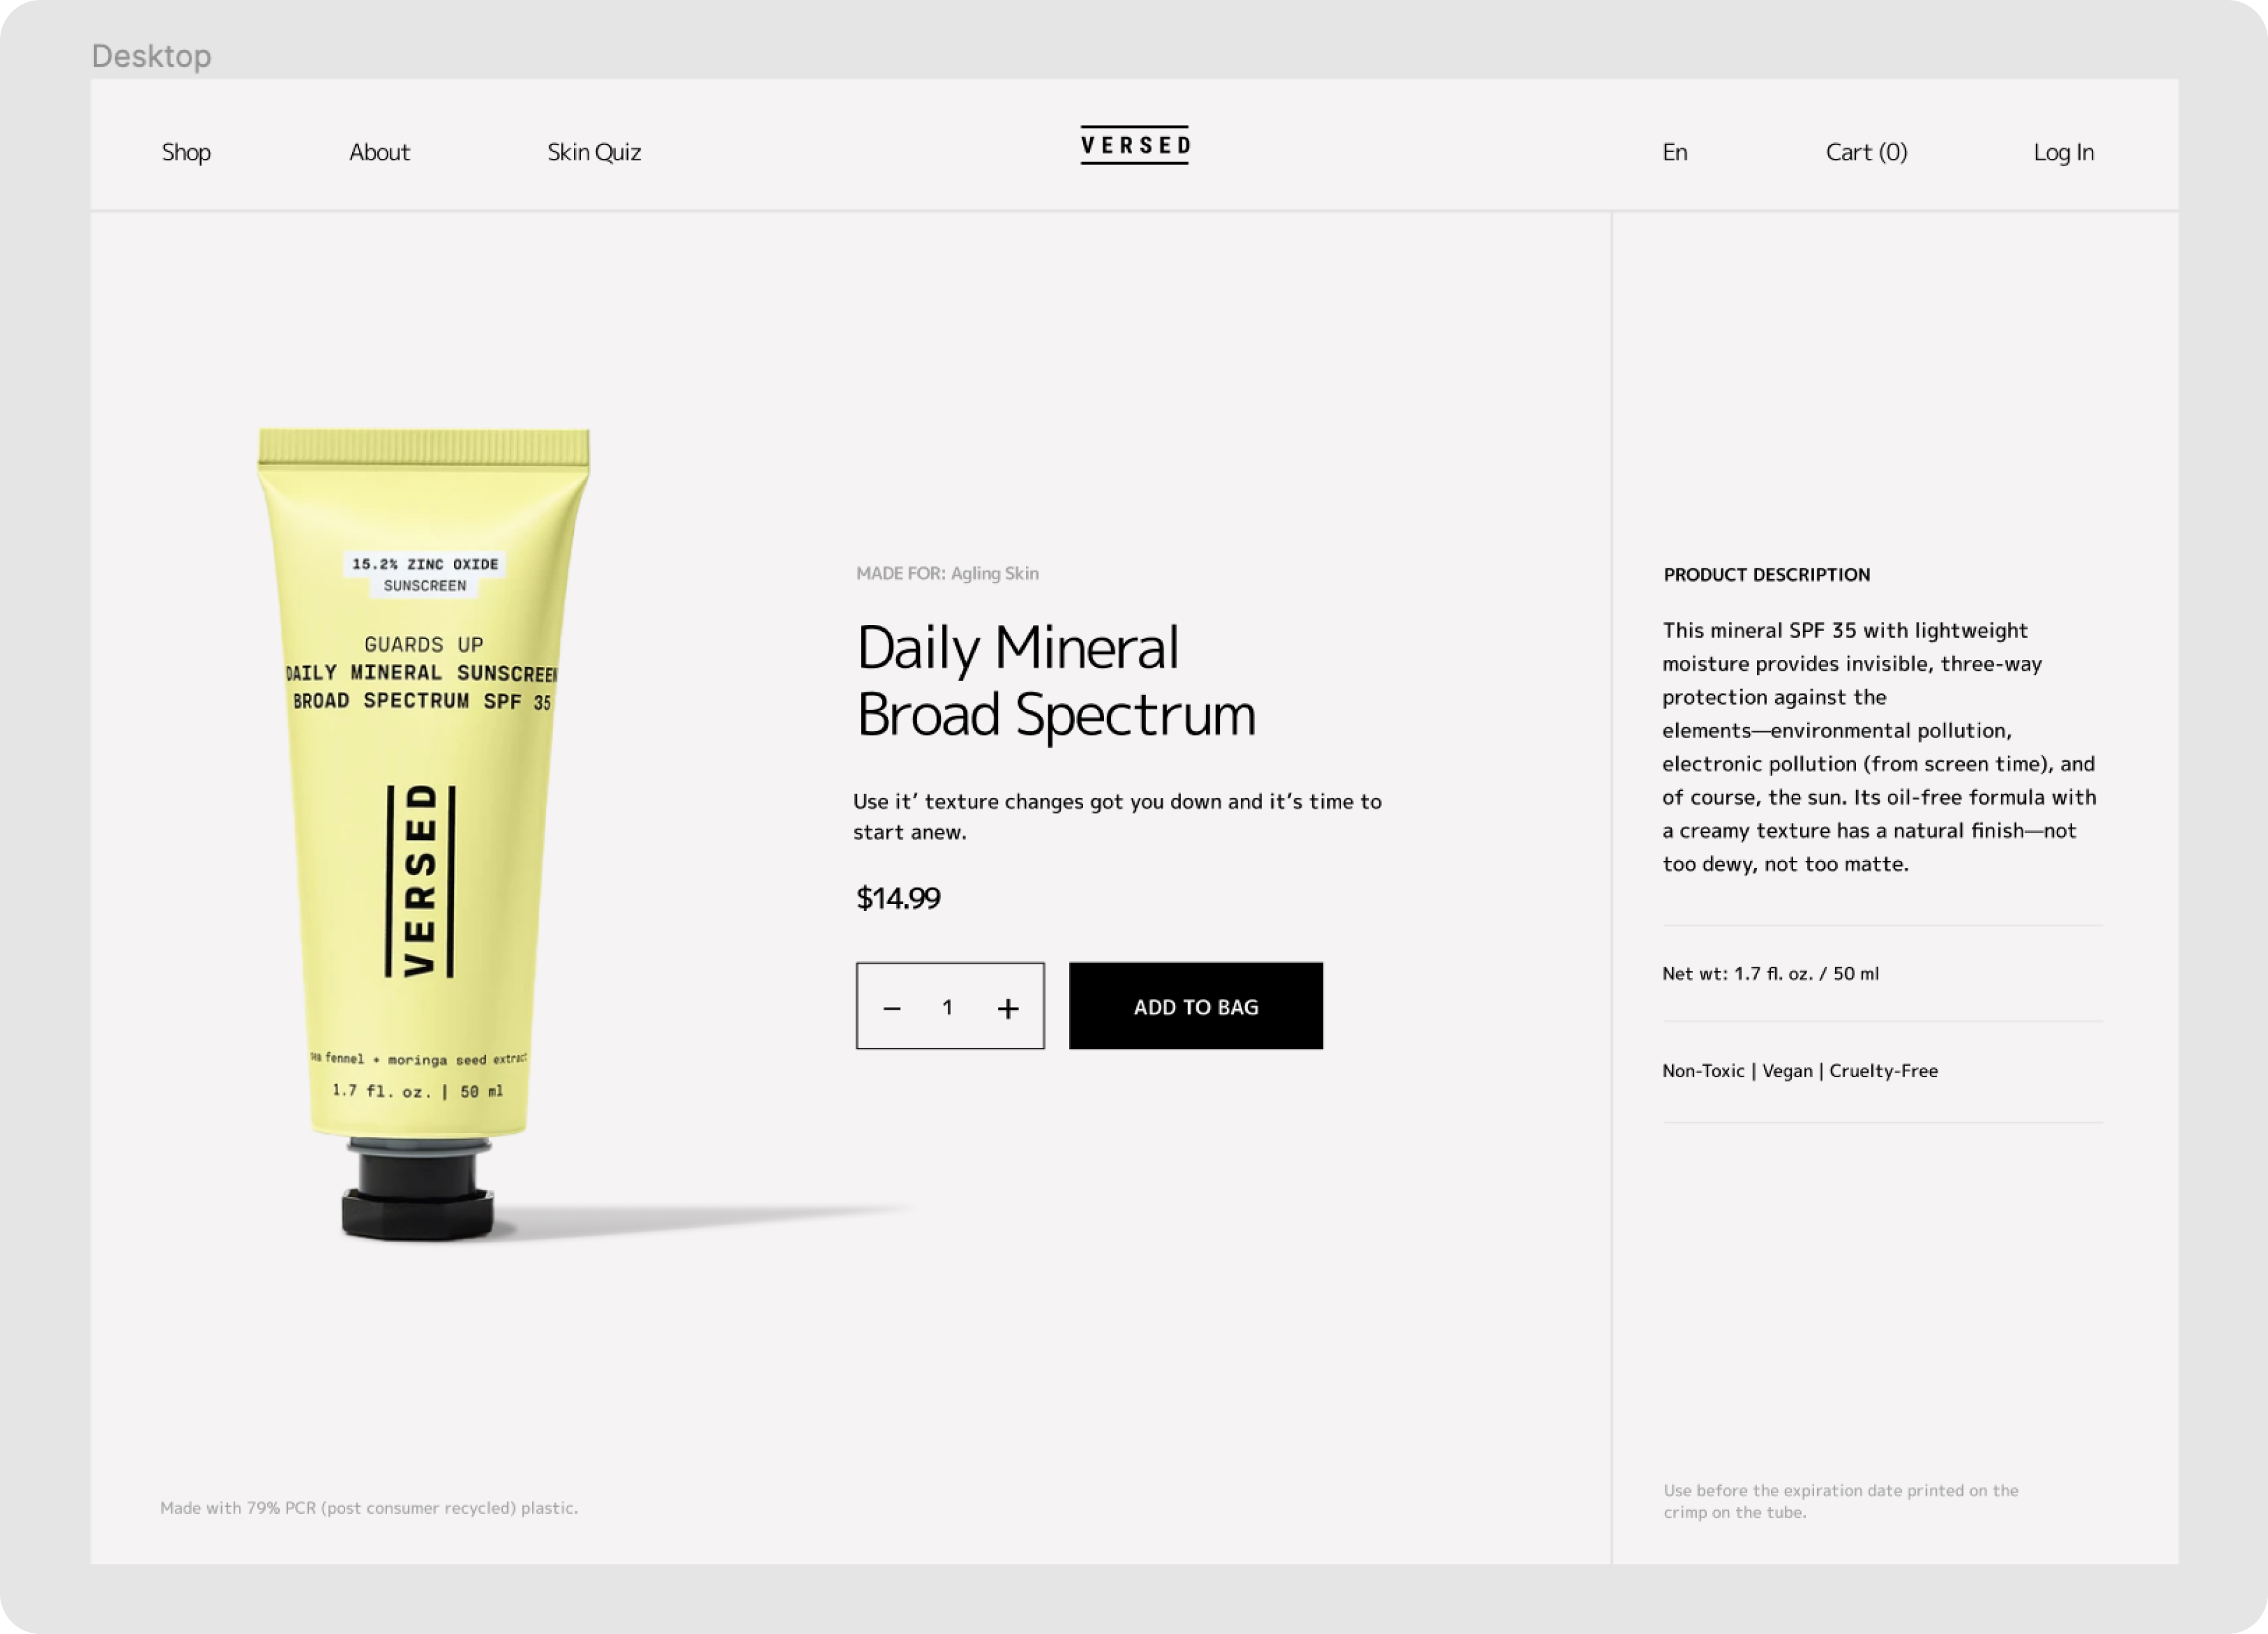 Desktop
Shop
About
Skin Quiz
VERSED
En
Cart (0)
Log In
15.2% ZINC OXIDE
SUNSCREEN
GUARDS UP
DAILY MINERAL SUNSCREEN
BROAD SPECTRUM SPF 35
VERSED
sea fennel + moringa seed extract
1.7 fl. oz. | 50 ml
MADE FOR: Agling Skin
Daily Mineral
Broad Spectrum
Use it’ texture changes got you down and it’s time to
start anew.
$14.99
− 1 +
ADD TO BAG
PRODUCT DESCRIPTION
This mineral SPF 35 with lightweight
moisture provides invisible, three-way
protection against the
elements—environmental pollution,
electronic pollution (from screen time), and
of course, the sun. Its oil-free formula with
a creamy texture has a natural finish—not
too dewy, not too matte.
Net wt: 1.7 fl. oz. / 50 ml
Non-Toxic | Vegan | Cruelty-Free
Made with 79% PCR (post consumer recycled) plastic.
Use before the expiration date printed on the
crimp on the tube.